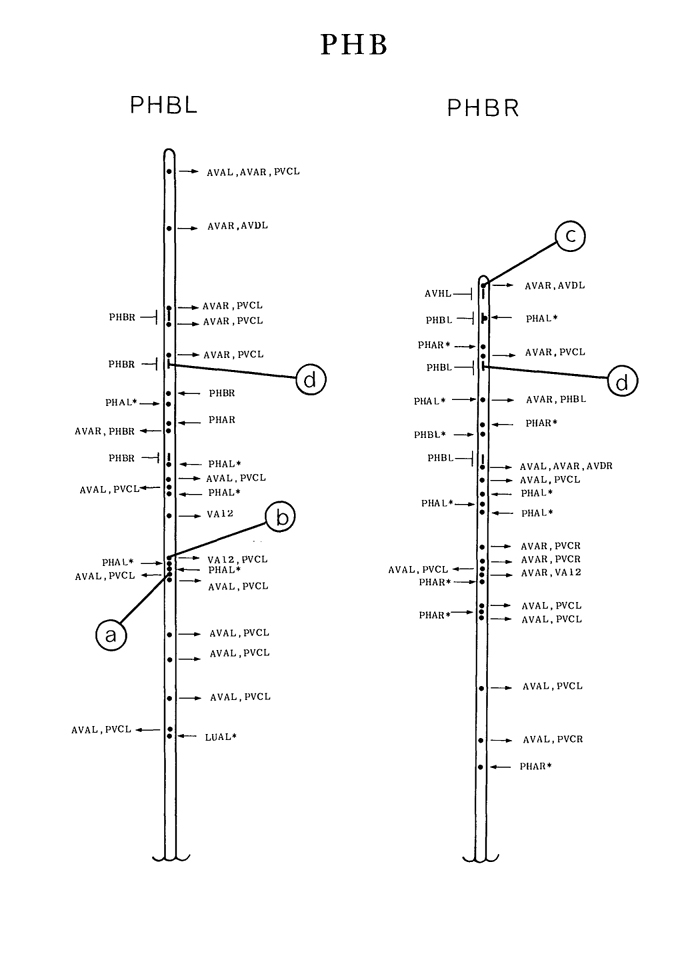 PHB
PHBL
PHBR
AVAL,AVAR,PVCL
AVAR,AVDL
AVAR,PVCL
PHBR
AVAR,PVCL
AVAR,PVCL
PHBR
d
PHBR
PHAL*
PHAR
AVAR,PHBR
PHBR
PHAL*
AVAL,PVCL
AVAL,PVCL
PHAL*
VA12
b
VA12,PVCL
PHAL*
PHAL*
AVAL,PVCL
AVAL,PVCL
a
AVAL,PVCL
AVAL,PVCL
AVAL,PVCL
AVAL,PVCL
LUAL*
c
AVAR,AVDL
AVHL
PHBL
PHAL*
PHAR*
AVAR,PVCL
PHBL
d
PHAL*
AVAR,PHBL
PHAR*
PHBL*
PHBL
AVAL,AVAR,AVDR
AVAL,PVCL
PHAL*
PHAL*
PHAL*
AVAR,PVCR
AVAR,PVCR
AVAL,PVCL
AVAR,VA12
PHAR*
AVAL,PVCL
PHAR*
AVAL,PVCL
AVAL,PVCL
AVAL,PVCR
PHAR*